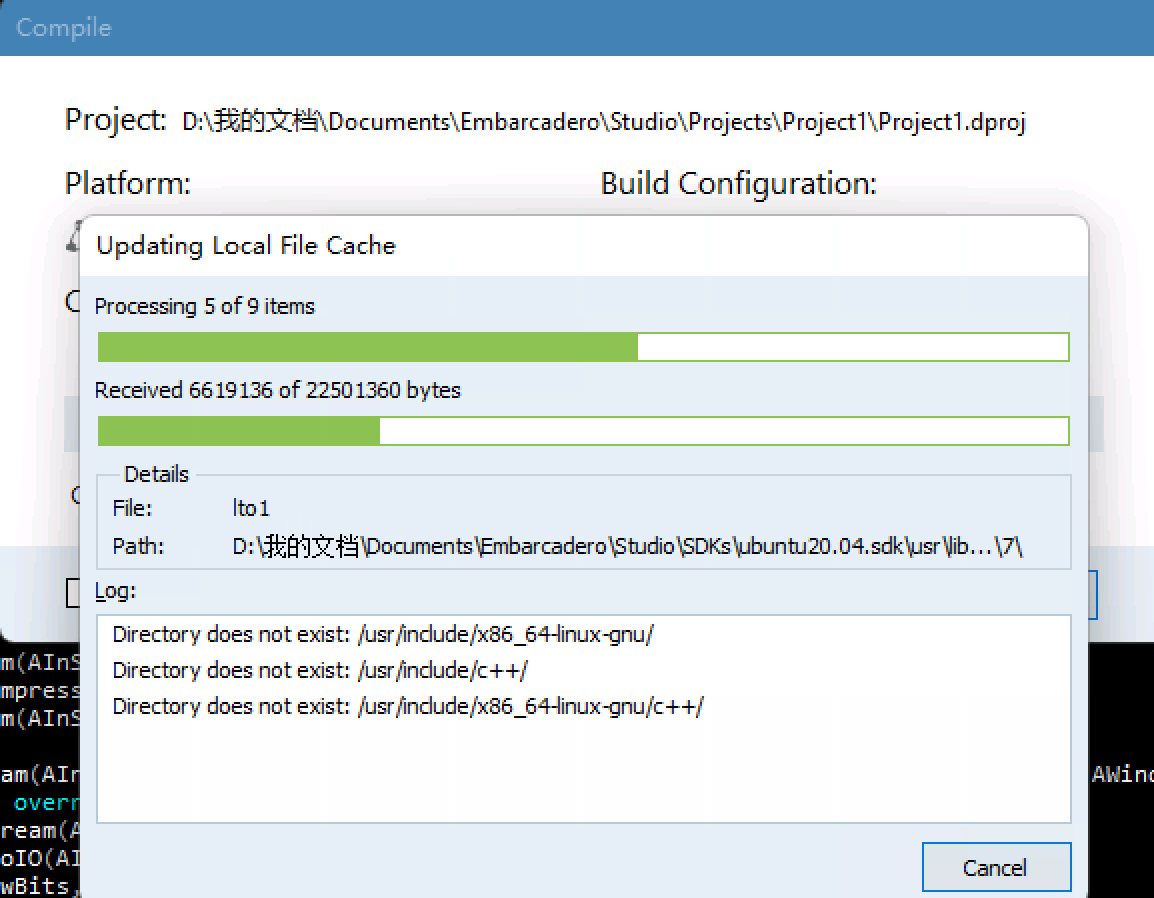 Compile
Project: D:\我的文档\Documents\Embarcadero\Studio\Projects\Project1\Project1.dproj
Platform: Build Configuration:
Updating Local File Cache
Processing 5 of 9 items
Received 6619136 of 22501360 bytes
Details
File: lto1
Path: D:\我的文档\Documents\Embarcadero\Studio\SDKs\ubuntu20.04.sdk\usr\lib...\7\
Log:
Directory does not exist: /usr/include/x86_64-linux-gnu/
Directory does not exist: /usr/include/c++/
Directory does not exist: /usr/include/x86_64-linux-gnu/c++/
m(AInS
mpress
m(AInS
am(AIn AWind
overr
ream(A
oIO(AI
wBits,
Cancel